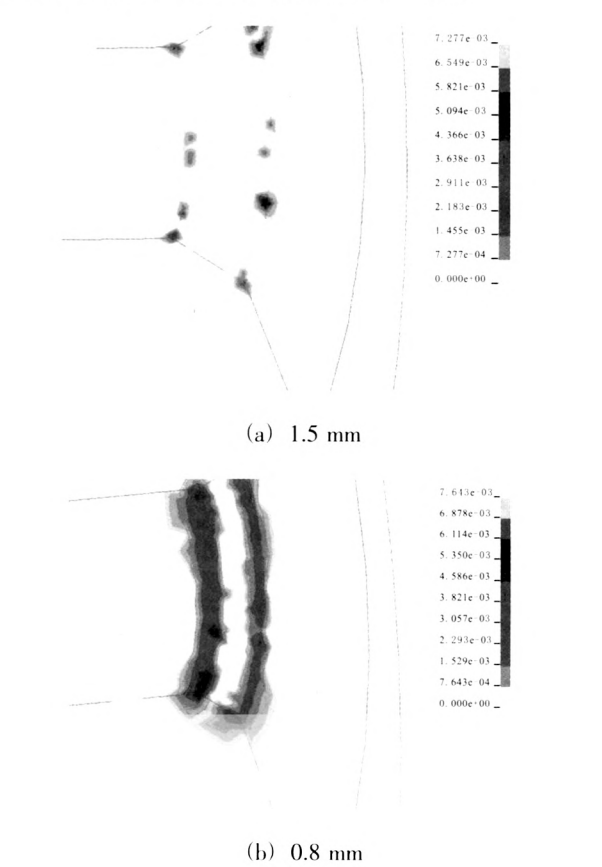 7. 277e-03
6. 549e-03
5. 821e-03
5. 094e-03
4. 366e-03
3. 638e-03
2. 911e-03
2. 183e-03
1. 455e-03
7. 277e-04
0. 000e+00
(a) 1.5 mm
7. 643e-03
6. 878e-03
6. 114e-03
5. 350e-03
4. 586e-03
3. 821e-03
3. 057e-03
2. 293e-03
1. 529e-03
7. 643e-04
0. 000e+00
(b) 0.8 mm